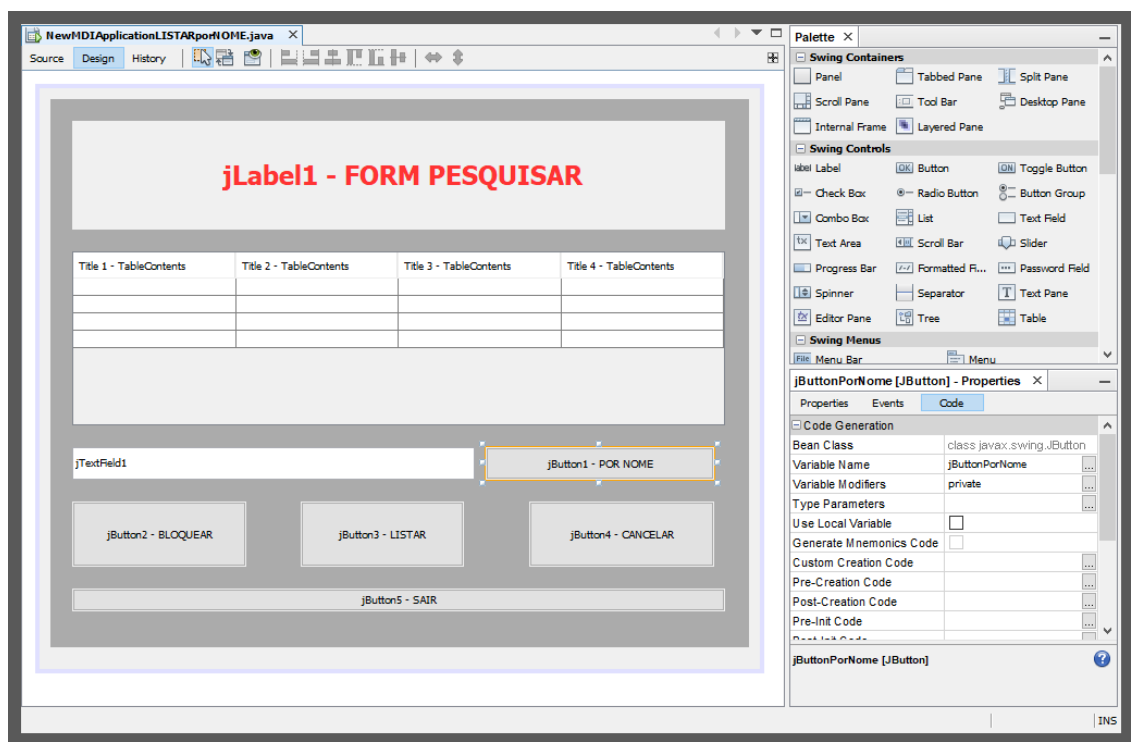 NewMDIApplicationLISTARporNOME.java
Source Design History
jLabel1 - FORM PESQUISAR
Title 1 - TableContents Title 2 - TableContents Title 3 - TableContents Title 4 - TableContents
jTextField1
jButton1 - POR NOME
jButton2 - BLOQUEAR
jButton3 - LISTAR
jButton4 - CANCELAR
jButton5 - SAIR
Palette
Swing Containers
Panel Tabbed Pane Split Pane
Scroll Pane Tool Bar Desktop Pane
Internal Frame Layered Pane
Swing Controls
label Label OK Button ON Toggle Button
Check Box Radio Button Button Group
Combo Box List Text Field
tx Text Area Scroll Bar Slider
Progress Bar Formatted Fi... Password Field
Spinner Separator T Text Pane
Editor Pane Tree Table
Swing Menus
File Menu Bar Menu
jButtonPorNome [JButton] - Properties
Properties Events Code
Code Generation
Bean Class class javax.swing.JButton
Variable Name jButtonPorNome ...
Variable Modifiers private ...
Type Parameters ...
Use Local Variable
Generate Mnemonics Code
Custom Creation Code ...
Pre-Creation Code ...
Post-Creation Code ...
Pre-Init Code ...
Post-Init Code
jButtonPorNome [JButton]
?
INS